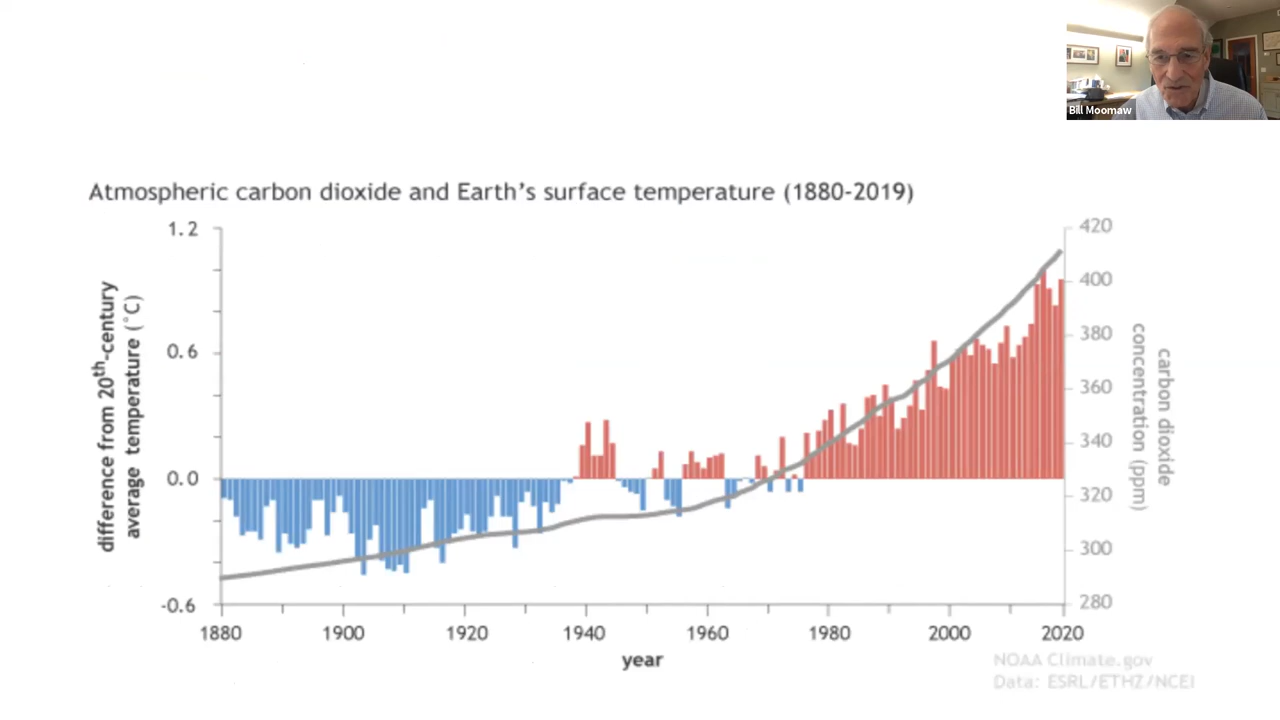 Bill Moomaw
Atmospheric carbon dioxide and Earth's surface temperature (1880-2019)
1.2
0.6
0.0
-0.6
difference from 20th-century
average temperature (˚C)
420
400
380
360
340
320
300
280
carbon dioxide
concentration (ppm)
1880 1900 1920 1940 1960 1980 2000 2020
year
NOAA Climate.gov
Data: ESRL/ETHZ/NCEI